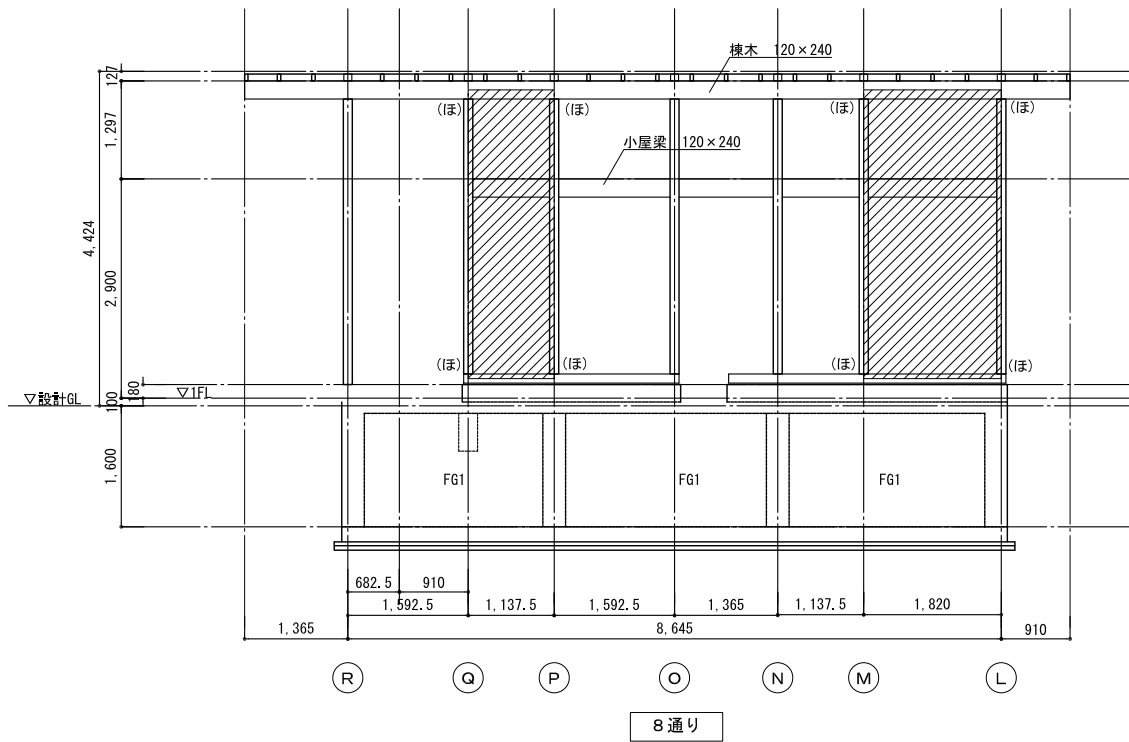 棟木 120×240
127
(ほ) (ほ) (ほ) (ほ)
1,297
小屋梁 120×240
4,424
2,900
(ほ) (ほ) (ほ) (ほ)
180
▽1FL
▽設計GL
100
1,600
FG1 FG1 FG1
682.5 910
1,592.5 1,137.5 1,592.5 1,365 1,137.5 1,820
1,365 8,645 910
R Q P O N M L
8通り